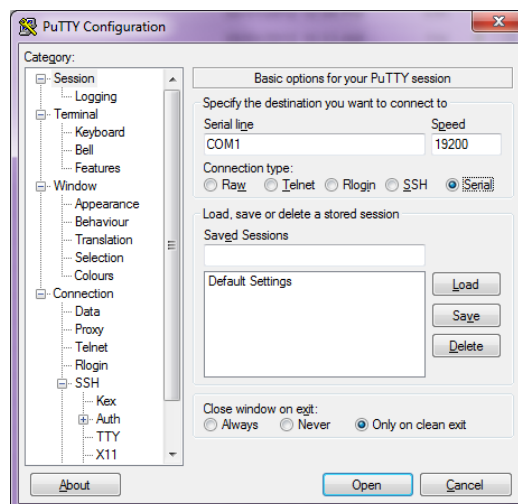 PuTTY Configuration
Category:
Session
Logging
Terminal
Keyboard
Bell
Features
Window
Appearance
Behaviour
Translation
Selection
Colours
Connection
Data
Proxy
Telnet
Rlogin
SSH
Kex
Auth
TTY
X11
Basic options for your PuTTY session
Specify the destination you want to connect to
Serial line Speed
COM1 19200
Connection type:
Raw Telnet Rlogin SSH Serial
Load, save or delete a stored session
Saved Sessions
Default Settings
Load
Save
Delete
Close window on exit:
Always Never Only on clean exit
About Open Cancel